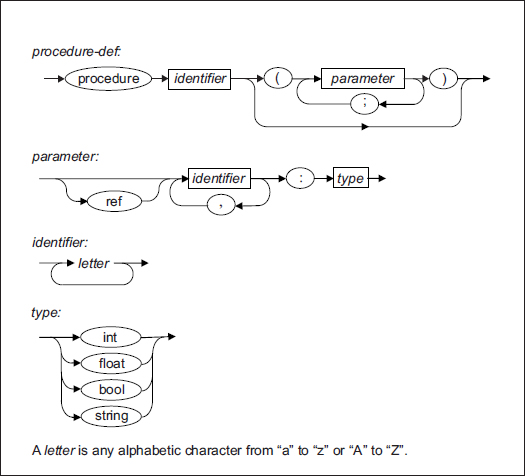 procedure-def:
procedure identifier ( parameter )
;
parameter:
identifier : type
ref ,
identifier:
letter
type:
int
float
bool
string
A letter is any alphabetic character from “a” to “z” or “A” to “Z”.